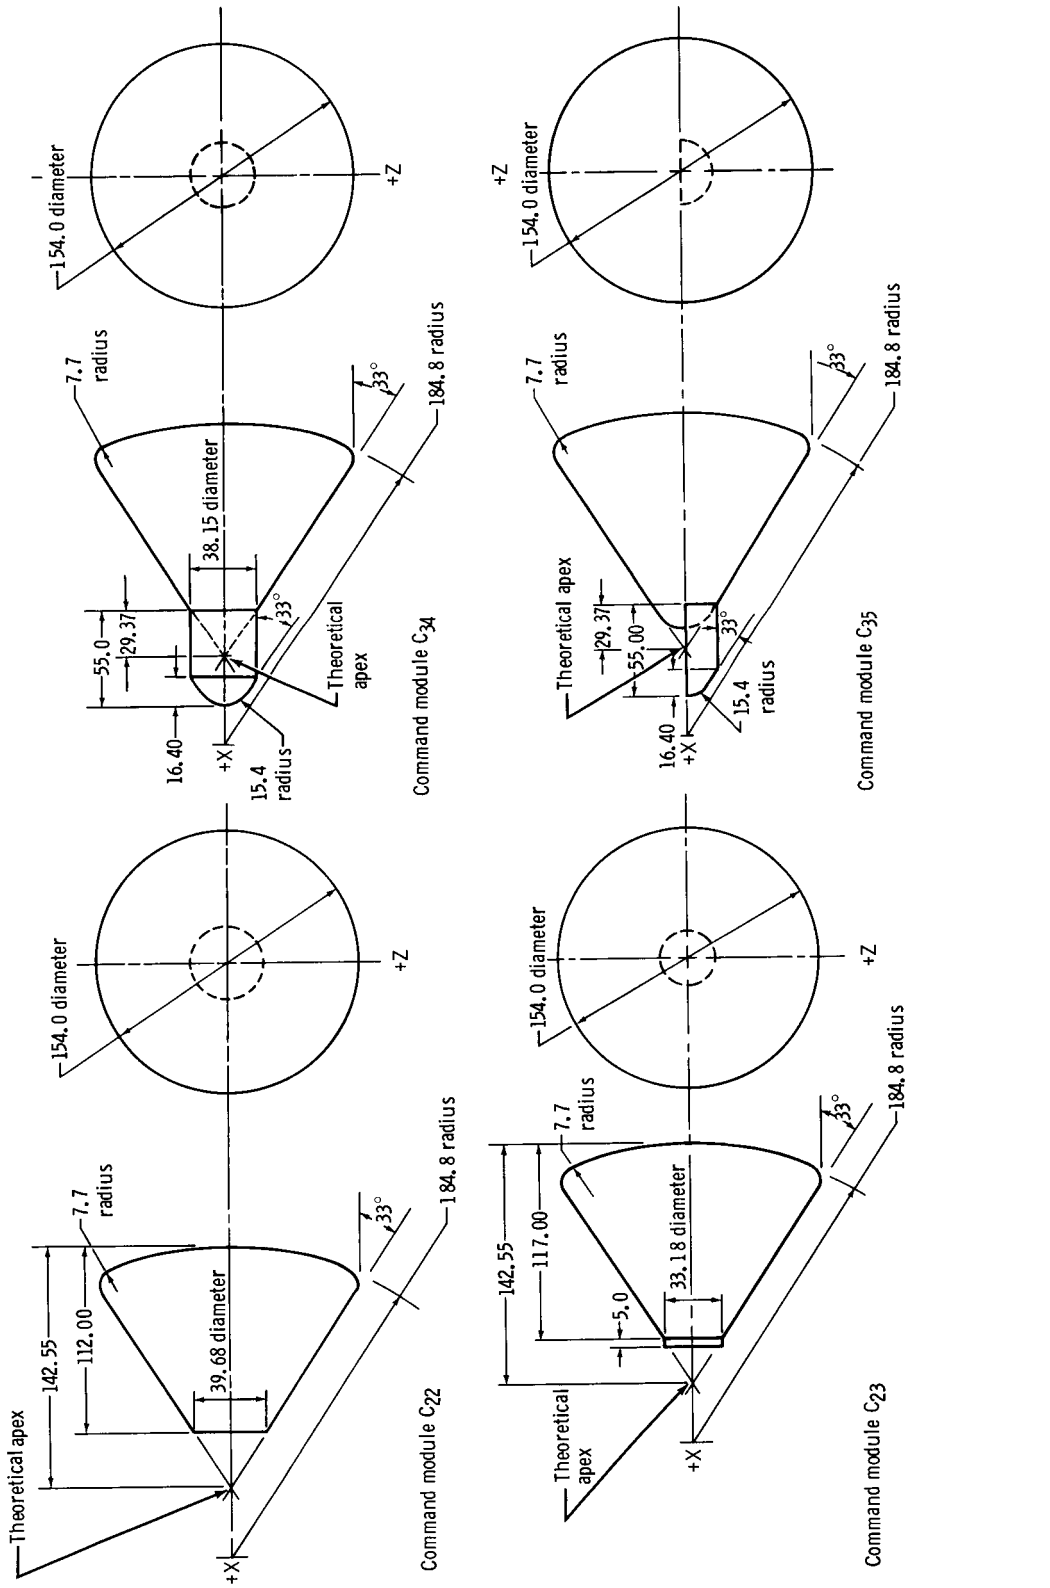 154.0 diameter
+Z
7.7
radius
33°
184.8 radius
38.15 diameter
55.0
29.37
33°
16.40
Theoretical
apex
15.4
radius
+X
Command module C34
+Z
154.0 diameter
7.7
radius
33°
184.8 radius
Theoretical apex
29.37
55.00
33°
16.40
15.4
radius
+X
Command module C35
154.0 diameter
+Z
7.7
radius
33°
184.8 radius
142.55
112.00
39.68 diameter
Theoretical apex
+X
Command module C22
154.0 diameter
+Z
7.7
radius
33°
184.8 radius
142.55
117.00
5.0
33.18 diameter
Theoretical
apex
+X
Command module C23